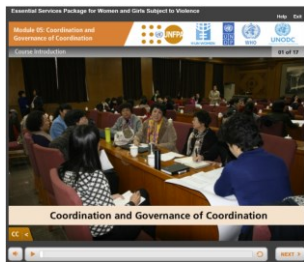 Essential Services Package for Women and Girls Subject to Violence
Help Exit
Module 05: Coordination and
Governance of Coordination
UNFPA
WHO
UNODC
Course Introduction
01 of 17
Coordination and Governance of Coordination
CC
NEXT >